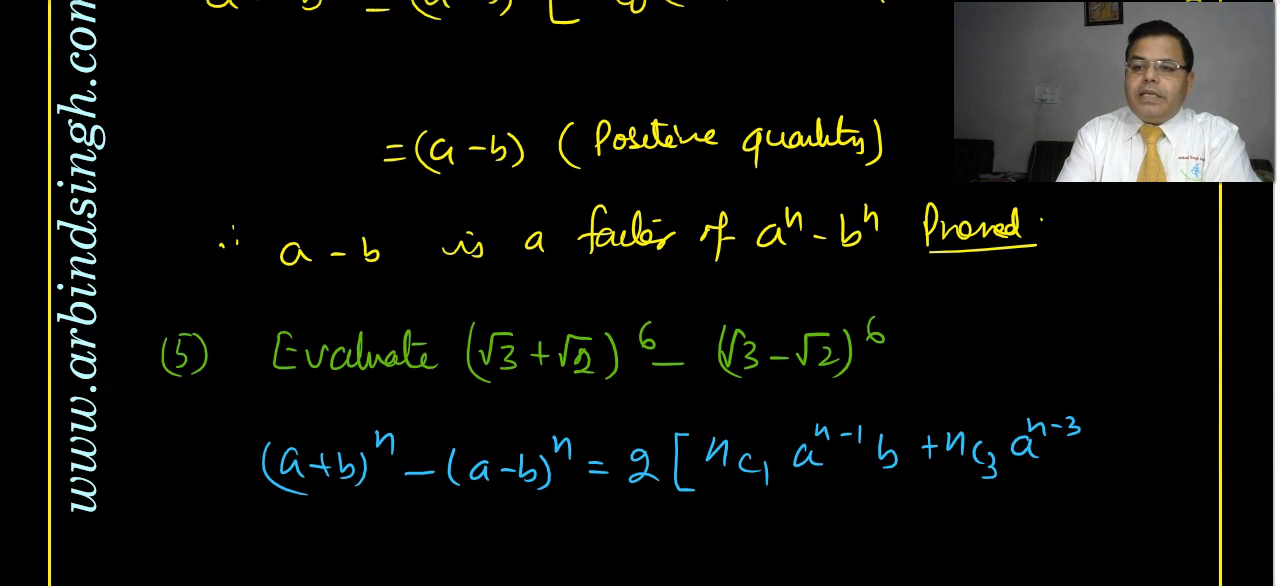 www.arbindsingh.com
= (a - b) (Positive quantity)
∴ a - b is a factor of aⁿ - bⁿ Proved.
(5) Evaluate (√3 + √2)⁶ - (√3 - √2)⁶
(a+b)ⁿ - (a-b)ⁿ = 2 [ ⁿC₁ aⁿ⁻¹ b + ⁿC₃ aⁿ⁻³